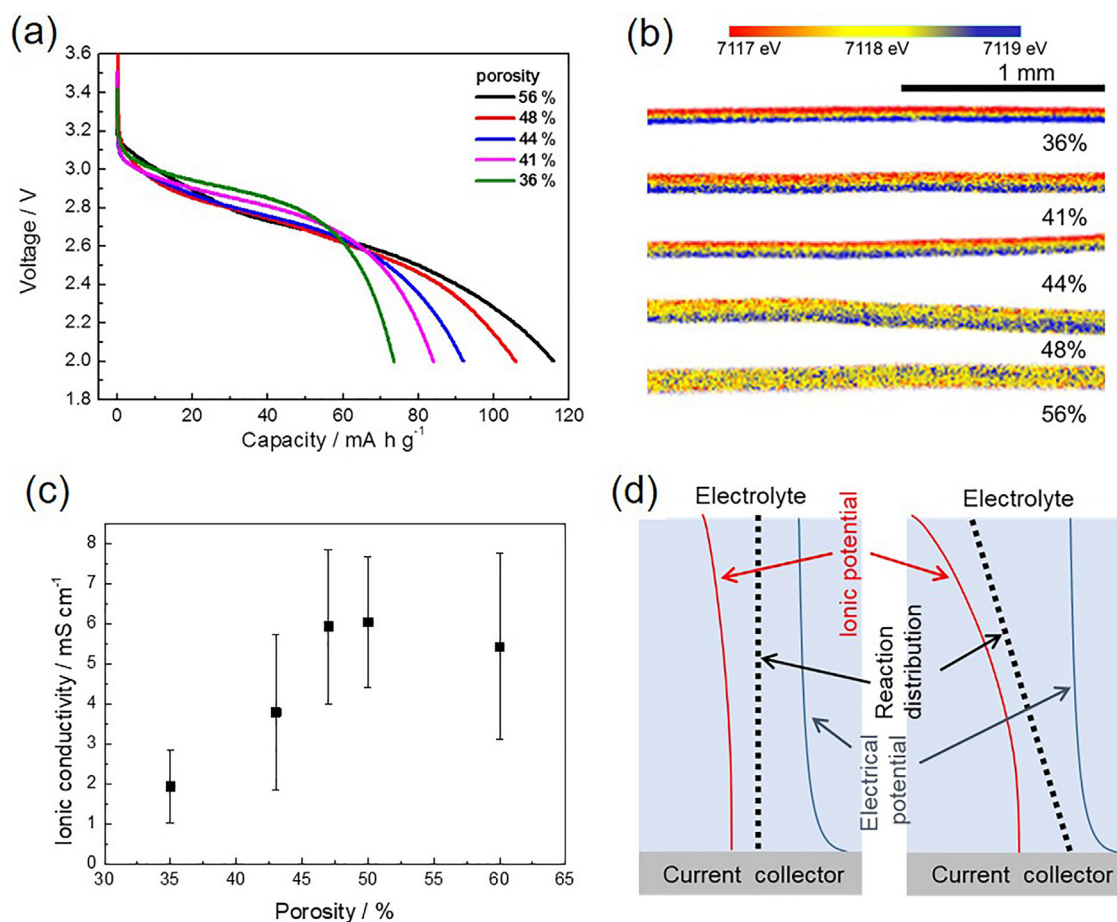 (a)
3.6
3.4
3.2
3.0
2.8
2.6
2.4
2.2
2.0
1.8
Voltage / V
porosity
56 %
48 %
44 %
41 %
36 %
0
20
40
60
80
100
120
Capacity / mA h g⁻¹
(b)
7117 eV
7118 eV
7119 eV
1 mm
36%
41%
44%
48%
56%
(c)
8
7
6
5
4
3
2
1
0
Ionic conductivity / mS cm⁻¹
30
35
40
45
50
55
60
65
Porosity / %
(d)
Electrolyte
Electrolyte
Ionic potential
Reaction
distribution
Electrical
potential
Current collector
Current collector